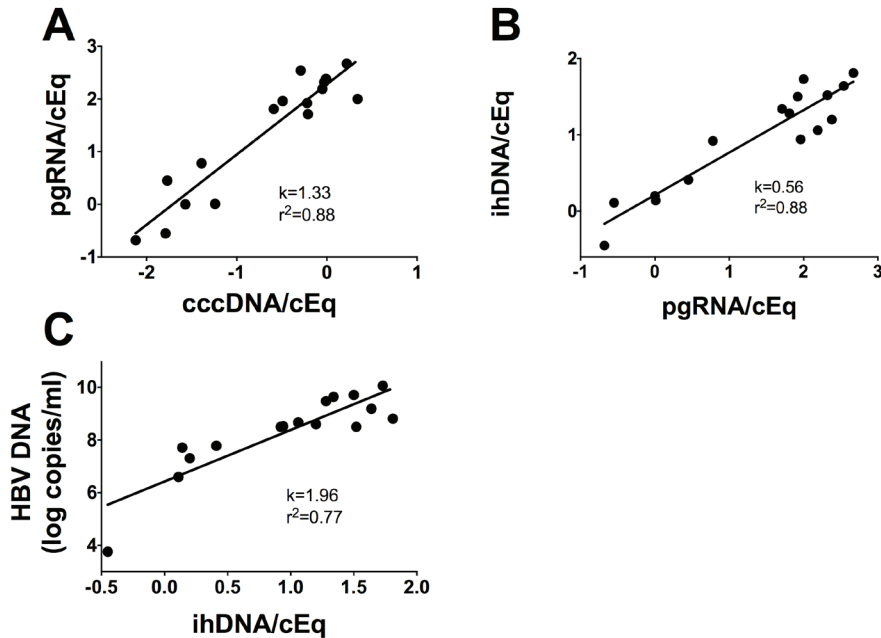 A
pgRNA/cEq
3
2
1
0
-1
k=1.33
r²=0.88
-2
-1
0
1
cccDNA/cEq
B
ihDNA/cEq
2
1
0
k=0.56
r²=0.88
-1
0
1
2
3
pgRNA/cEq
C
HBV DNA
(log copies/ml)
10
8
6
4
k=1.96
r²=0.77
-0.5
0.0
0.5
1.0
1.5
2.0
ihDNA/cEq